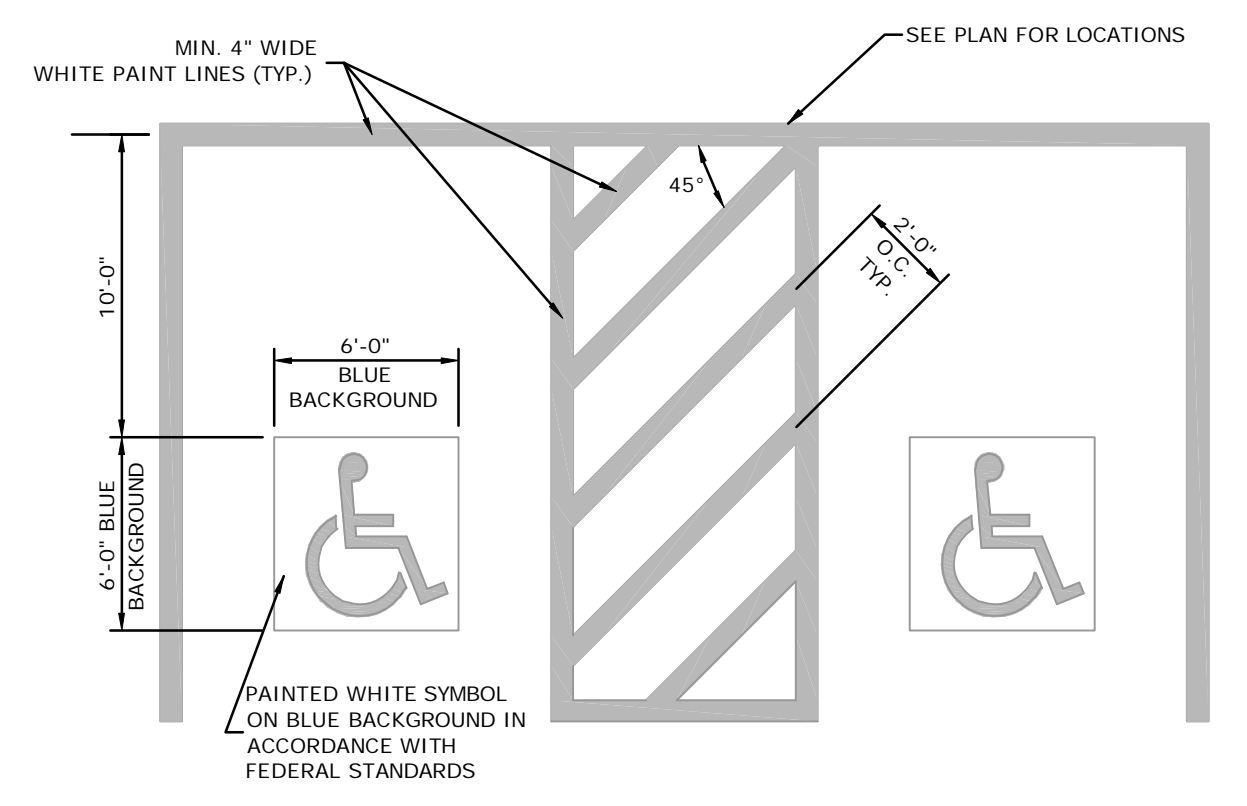 MIN. 4" WIDE
WHITE PAINT LINES (TYP.)
SEE PLAN FOR LOCATIONS
45°
2'-0"
O.C.
TYP.
10'-0"
6'-0"
BLUE
BACKGROUND
6'-0" BLUE
BACKGROUND
PAINTED WHITE SYMBOL
ON BLUE BACKGROUND IN
ACCORDANCE WITH
FEDERAL STANDARDS